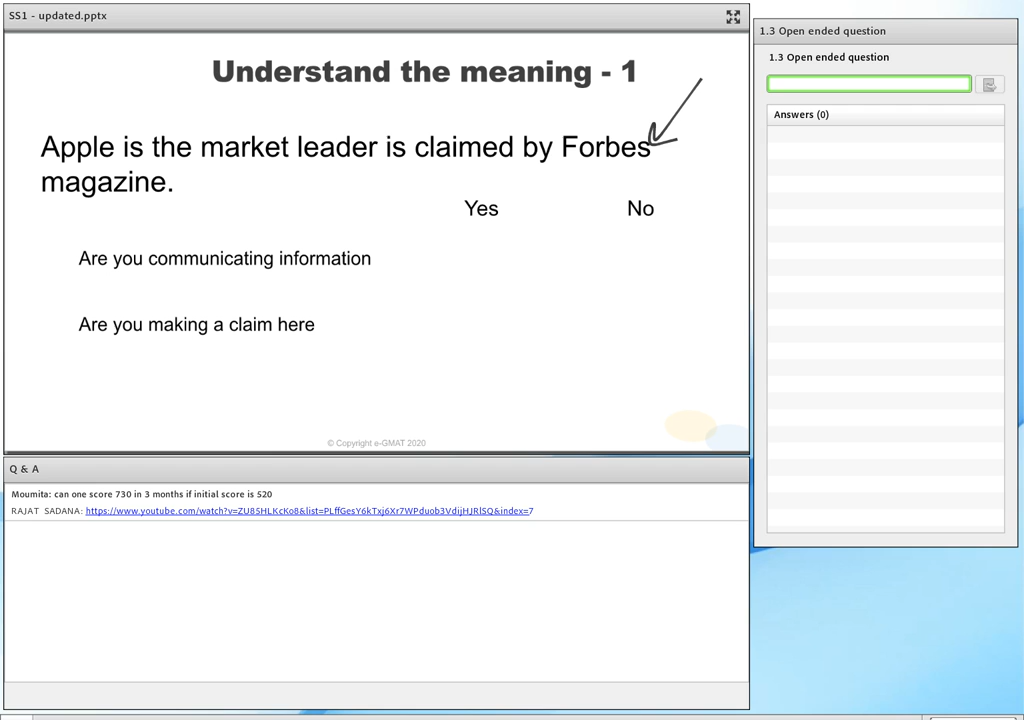 SS1 - updated.pptx
Understand the meaning - 1
Apple is the market leader is claimed by Forbes
magazine.
Yes No
Are you communicating information
Are you making a claim here
© Copyright e-GMAT 2020
Q & A
Moumita: can one score 730 in 3 months if initial score is 520
RAJAT SADANA: https://www.youtube.com/watch?v=ZU85HLKcKo8&list=PLffGesY6kTxj6Xr7WPduob3VdijHJRlSQ&index=7
1.3 Open ended question
1.3 Open ended question
Answers (0)